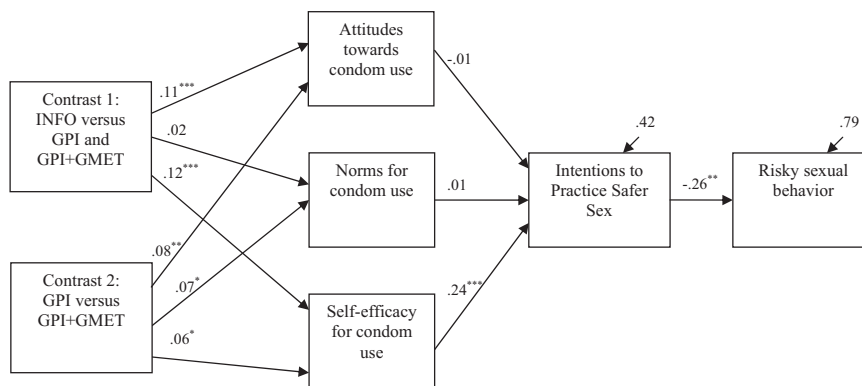 Attitudes
towards
condom use
-.01
Contrast 1:
INFO versus
GPI and
GPI+GMET
.11***
.02
.12***
Norms for
condom use
.01
.42
Intentions to
Practice Safer
Sex
-.26**
.79
Risky sexual
behavior
Contrast 2:
GPI versus
GPI+GMET
.08**
.07*
.06*
Self-efficacy
for condom
use
.24***